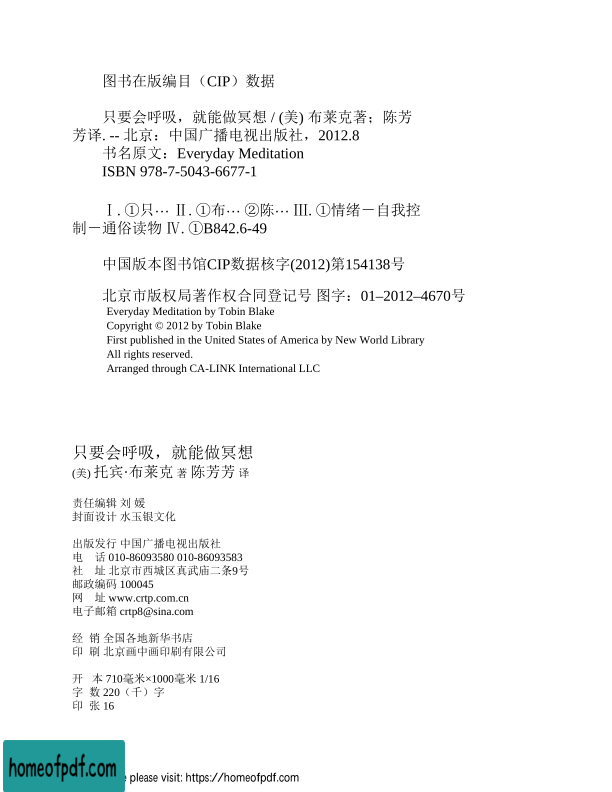 图书在版编目（CIP）数据
只要会呼吸，就能做冥想 / (美) 布莱克著；陈芳
芳译. -- 北京：中国广播电视出版社，2012.8
书名原文：Everyday Meditation
ISBN 978-7-5043-6677-1
Ⅰ. ①只… Ⅱ. ①布… ②陈… Ⅲ. ①情绪－自我控
制－通俗读物 Ⅳ. ①B842.6-49
中国版本图书馆CIP数据核字(2012)第154138号
北京市版权局著作权合同登记号 图字：01–2012–4670号
Everyday Meditation by Tobin Blake
Copyright © 2012 by Tobin Blake
First published in the United States of America by New World Library
All rights reserved.
Arranged through CA-LINK International LLC
只要会呼吸，就能做冥想
(美) 托宾·布莱克 著 陈芳芳 译
责任编辑 刘 媛
封面设计 水玉银文化
出版发行 中国广播电视出版社
电 话 010-86093580 010-86093583
社 址 北京市西城区真武庙二条9号
邮政编码 100045
网 址 www.crtp.com.cn
电子邮箱 crtp8@sina.com
经 销 全国各地新华书店
印 刷 北京画中画印刷有限公司
开 本 710毫米×1000毫米 1/16
字 数 220（千）字
印 张 16
homeofpdf.com
please visit: https://homeofpdf.com